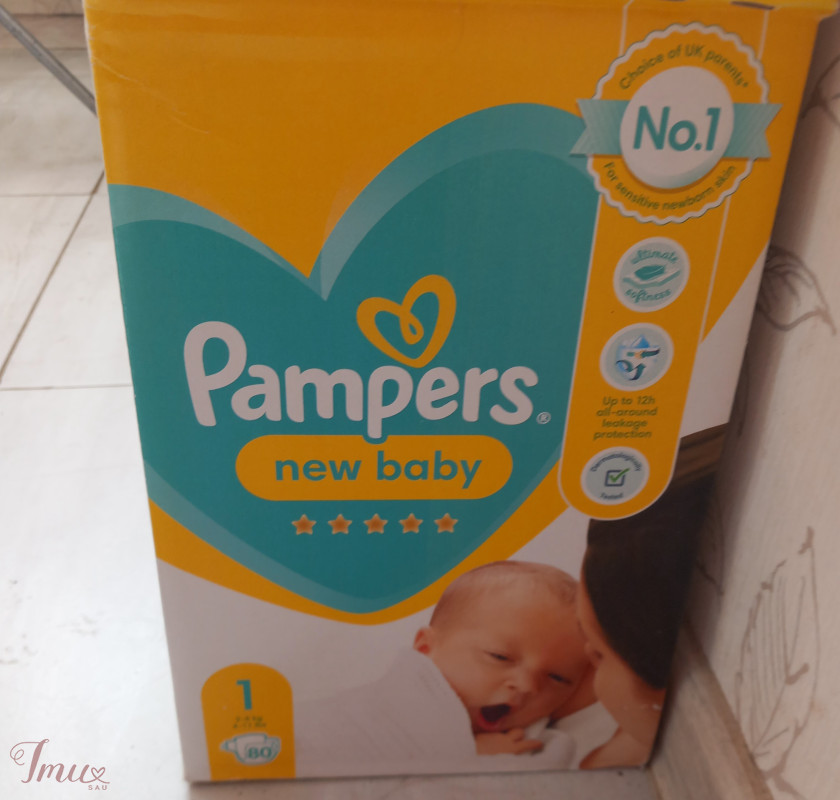 Choice of UK parents*
No.1
For sensitive newborn skin
ultimate
softness
Up to 12h
all-around
leakage
protection
Dermatologically
Tested
Pampers®
new baby
1
80
Imu
SAU